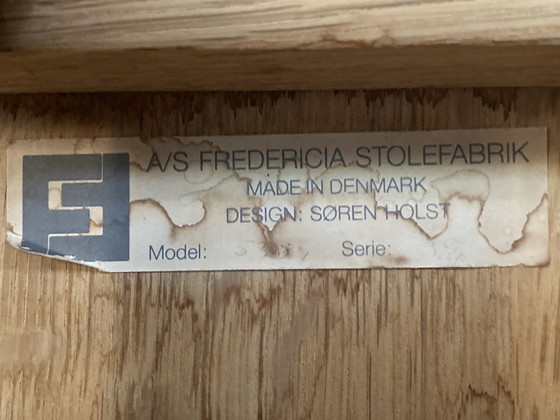 A/S FREDERICIA STOLEFABRIK
MADE IN DENMARK
DESIGN: SØREN HOLST
Model: Serie: